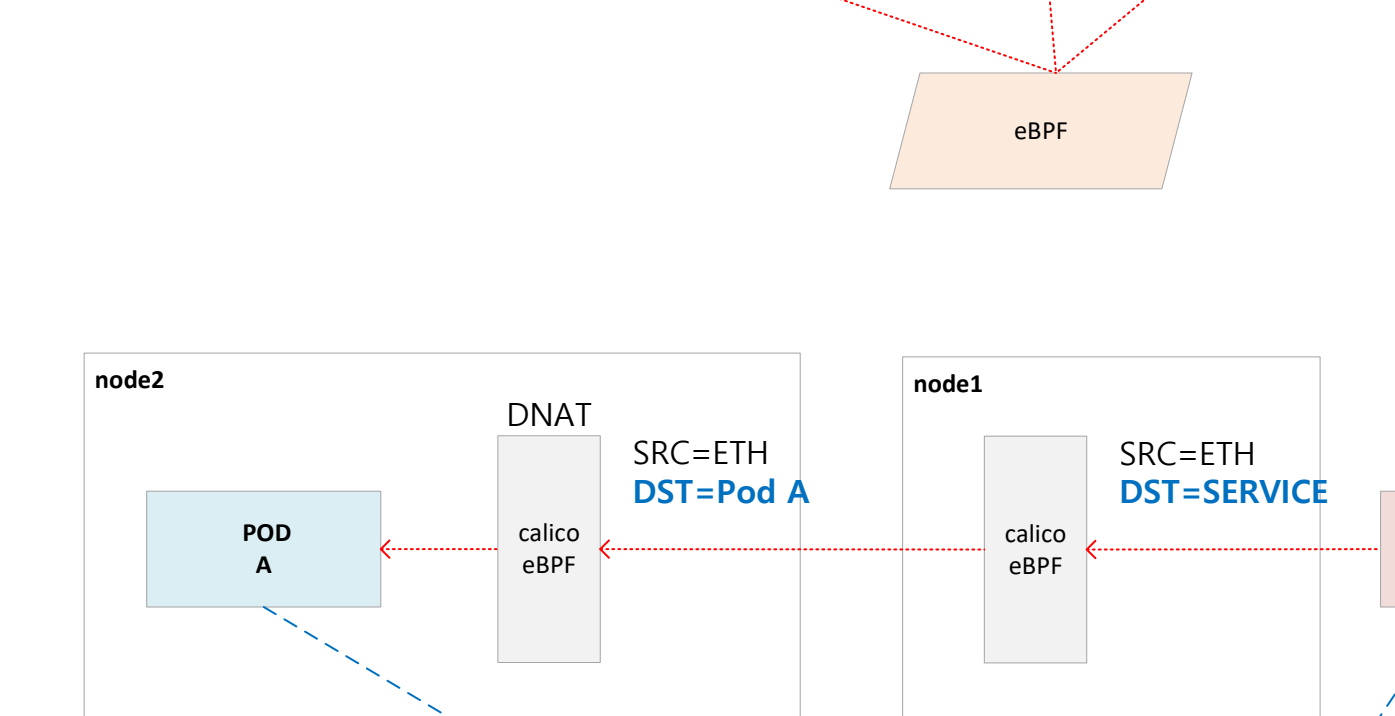 eBPF
node2
DNAT
SRC=ETH
DST=Pod A
calico
eBPF
POD
A
node1
SRC=ETH
DST=SERVICE
calico
eBPF